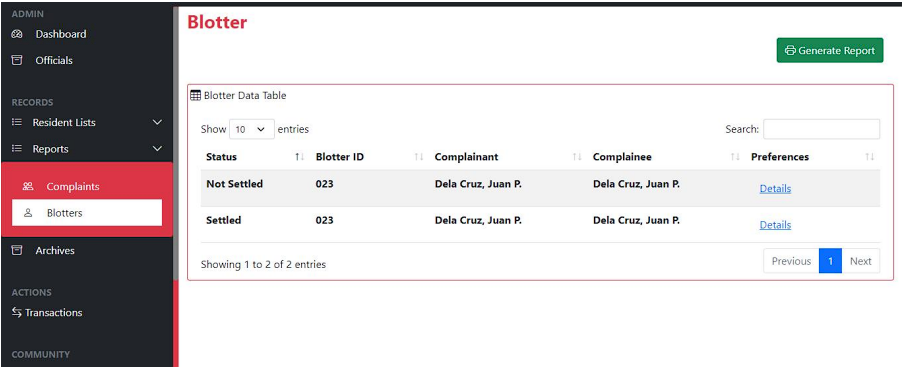 ADMIN
Dashboard
Officials
RECORDS
Resident Lists
Reports
Complaints
Blotters
Archives
ACTIONS
Transactions
COMMUNITY
Blotter
Generate Report
Blotter Data Table
Show 10 entries
Search:
Status Blotter ID Complainant Complainee Preferences
Not Settled 023 Dela Cruz, Juan P. Dela Cruz, Juan P. Details
Settled 023 Dela Cruz, Juan P. Dela Cruz, Juan P. Details
Showing 1 to 2 of 2 entries
Previous 1 Next